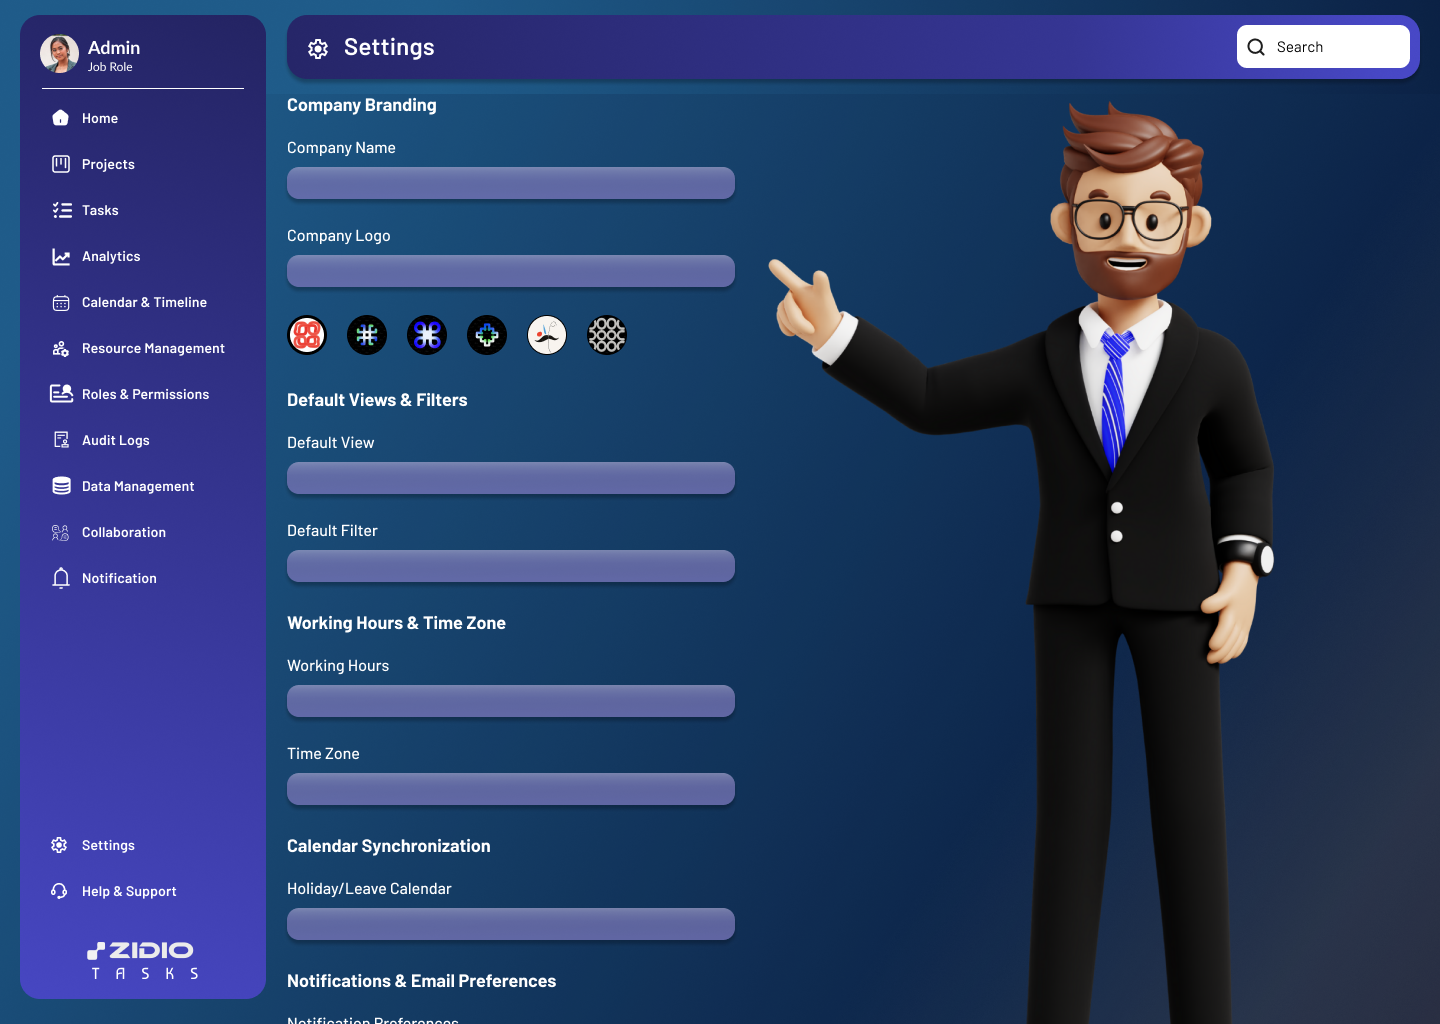 Admin
Job Role
Home
Projects
Tasks
Analytics
Calendar & Timeline
Resource Management
Roles & Permissions
Audit Logs
Data Management
Collaboration
Notification
Settings
Help & Support
ZIDIO
TASKS
Settings
Search
Company Branding
Company Name
Company Logo
Default Views & Filters
Default View
Default Filter
Working Hours & Time Zone
Working Hours
Time Zone
Calendar Synchronization
Holiday/Leave Calendar
Notifications & Email Preferences
Notification Preferences